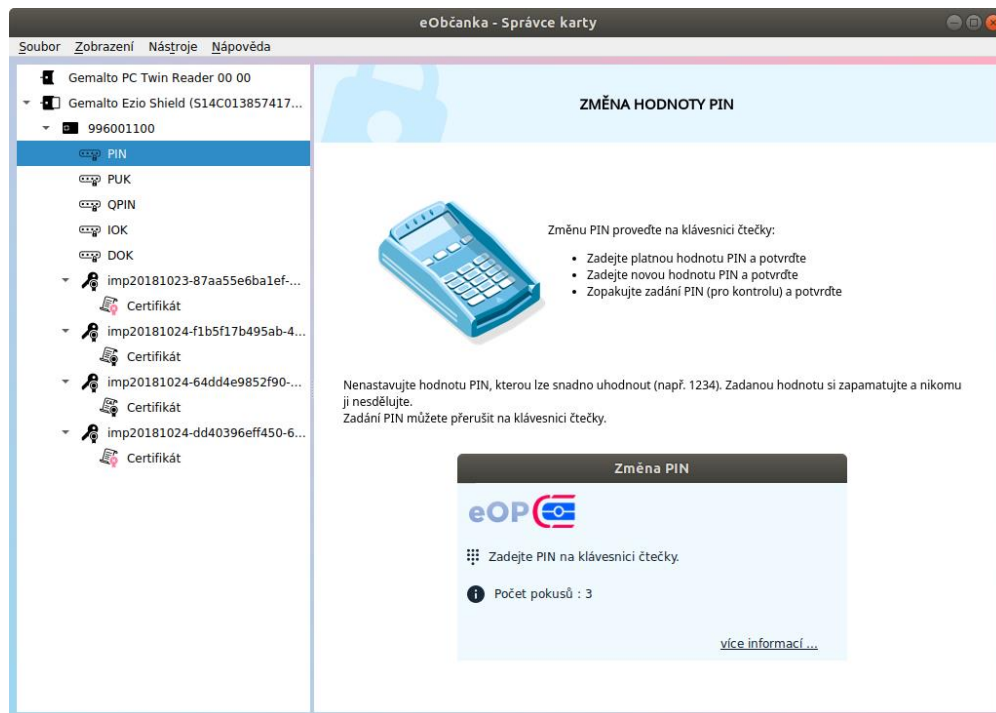 eObčanka - Správce karty
Soubor Zobrazení Nástroje Nápověda
Gemalto PC Twin Reader 00 00
Gemalto Ezio Shield (S14C013857417...
996001100
PIN
PUK
QPIN
IOK
DOK
imp20181023-87aa55e6ba1ef-...
Certifikát
imp20181024-f1b5f17b495ab-4...
Certifikát
imp20181024-64dd4e9852f90-...
Certifikát
imp20181024-dd40396eff450-6...
Certifikát
ZMĚNA HODNOTY PIN
Změnu PIN proveďte na klávesnici čtečky:
• Zadejte platnou hodnotu PIN a potvrďte
• Zadejte novou hodnotu PIN a potvrďte
• Zopakujte zadání PIN (pro kontrolu) a potvrďte
Nenastavujte hodnotu PIN, kterou lze snadno uhodnout (např. 1234). Zadanou hodnotu si zapamatujte a nikomu
ji nesdělujte.
Zadání PIN můžete přerušit na klávesnici čtečky.
Změna PIN
eOP
Zadejte PIN na klávesnici čtečky.
Počet pokusů : 3
více informací ...